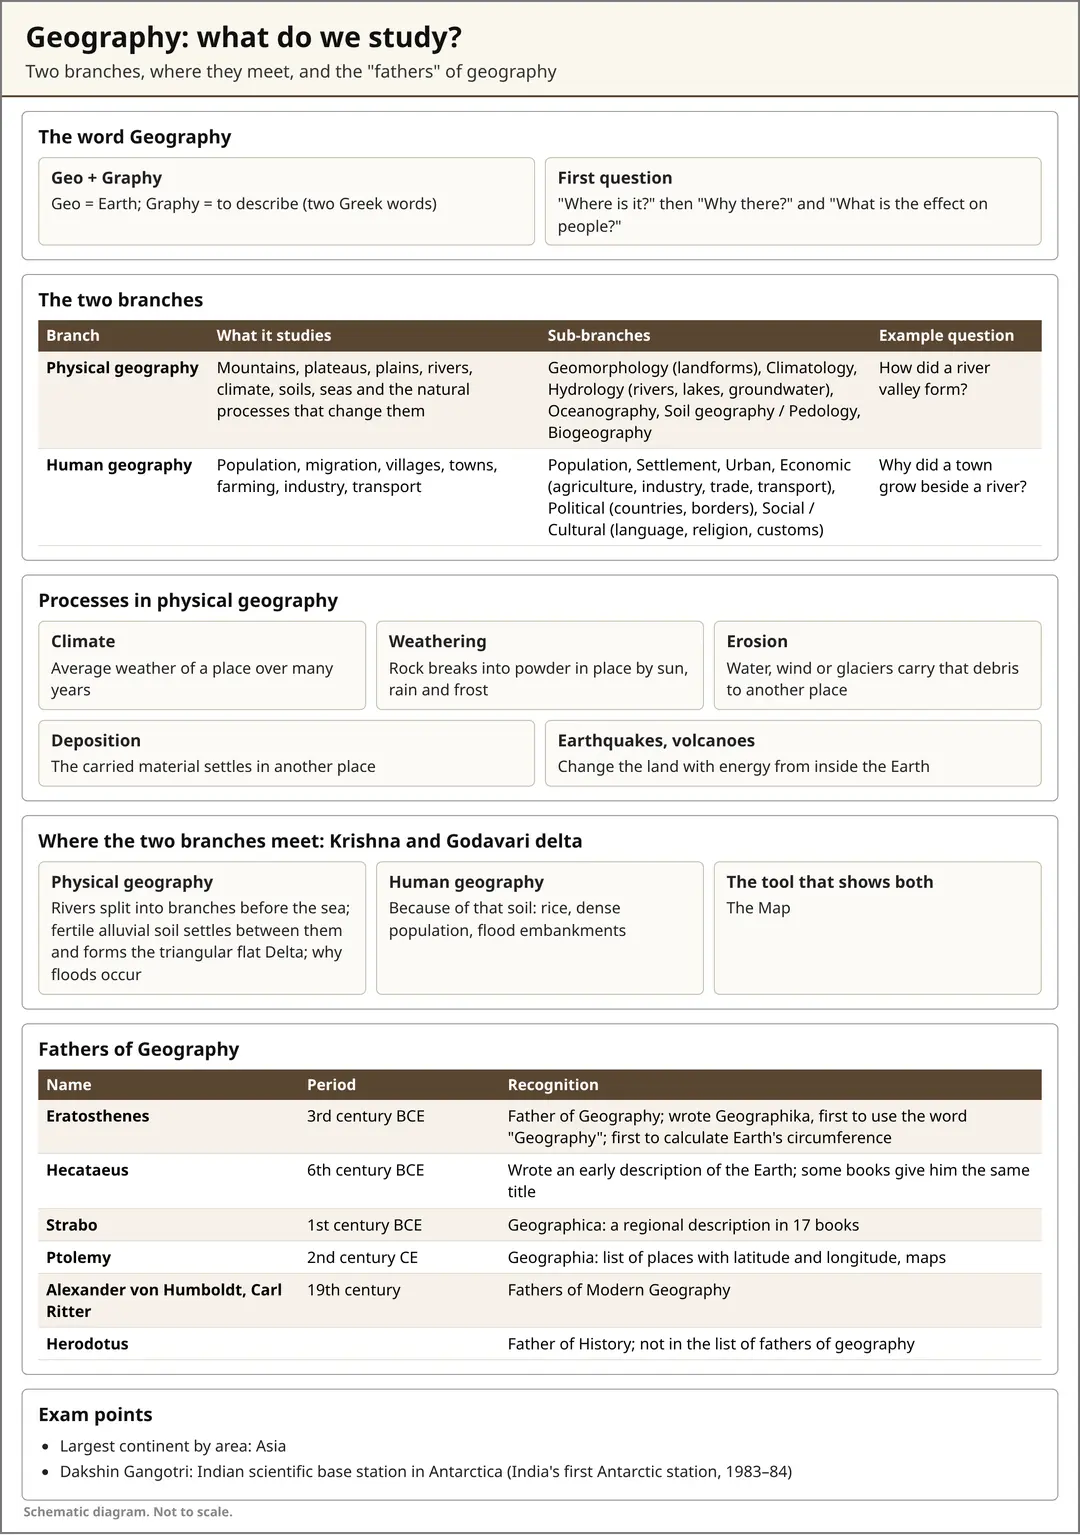 Geography: what do we study?
Two branches, where they meet, and the "fathers" of geography
The word Geography
Geo + Graphy
Geo = Earth; Graphy = to describe (two Greek words)
First question
"Where is it?" then "Why there?" and "What is the effect on
people?"
The two branches
Branch What it studies Sub-branches Example question
Physical geography
Mountains, plateaus, plains, rivers,
climate, soils, seas and the natural
processes that change them
Geomorphology (landforms), Climatology,
Hydrology (rivers, lakes, groundwater),
Oceanography, Soil geography / Pedology,
Biogeography
How did a river
valley form?
Human geography
Population, migration, villages, towns,
farming, industry, transport
Population, Settlement, Urban, Economic
(agriculture, industry, trade, transport),
Political (countries, borders), Social /
Cultural (language, religion, customs)
Why did a town
grow beside a river?
Processes in physical geography
Climate
Average weather of a place over many
years
Weathering
Rock breaks into powder in place by sun,
rain and frost
Erosion
Water, wind or glaciers carry that debris
to another place
Deposition
The carried material settles in another place
Earthquakes, volcanoes
Change the land with energy from inside the Earth
Where the two branches meet: Krishna and Godavari delta
Physical geography
Rivers split into branches before the sea;
fertile alluvial soil settles between them
and forms the triangular flat Delta; why
floods occur
Human geography
Because of that soil: rice, dense
population, flood embankments
The tool that shows both
The Map
Fathers of Geography
Name Period Recognition
Eratosthenes
3rd century BCE
Father of Geography; wrote Geographika, first to use the word
"Geography"; first to calculate Earth's circumference
Hecataeus
6th century BCE
Wrote an early description of the Earth; some books give him the same
title
Strabo 1st century BCE Geographica: a regional description in 17 books
Ptolemy 2nd century CE Geographia: list of places with latitude and longitude, maps
Alexander von Humboldt, Carl
Ritter
19th century
Fathers of Modern Geography
Herodotus Father of History; not in the list of fathers of geography
Exam points
• Largest continent by area: Asia
• Dakshin Gangotri: Indian scientific base station in Antarctica (India's first Antarctic station, 1983–84)
Schematic diagram. Not to scale.